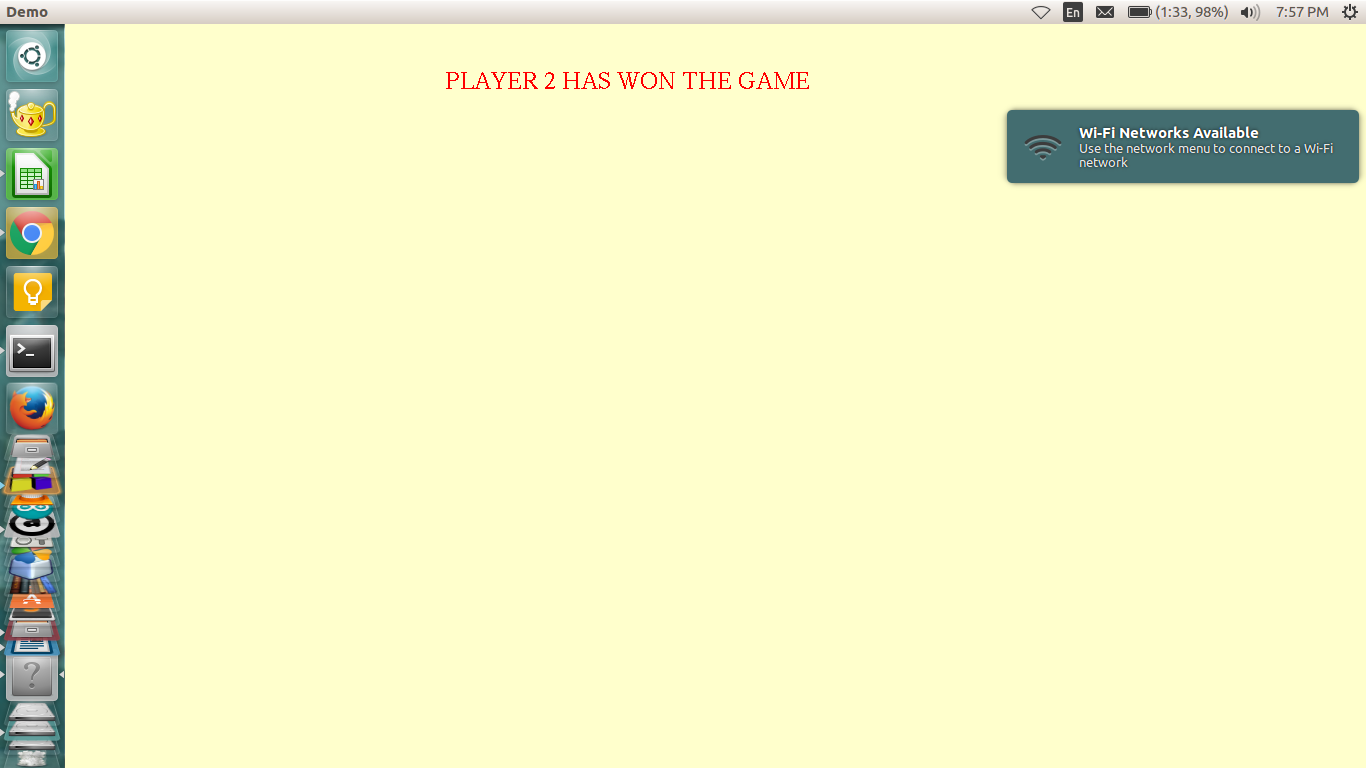 Demo
En
(1:33, 98%)
7:57 PM
PLAYER 2 HAS WON THE GAME
Wi-Fi Networks Available
Use the network menu to connect to a Wi-Fi
network
>_
?